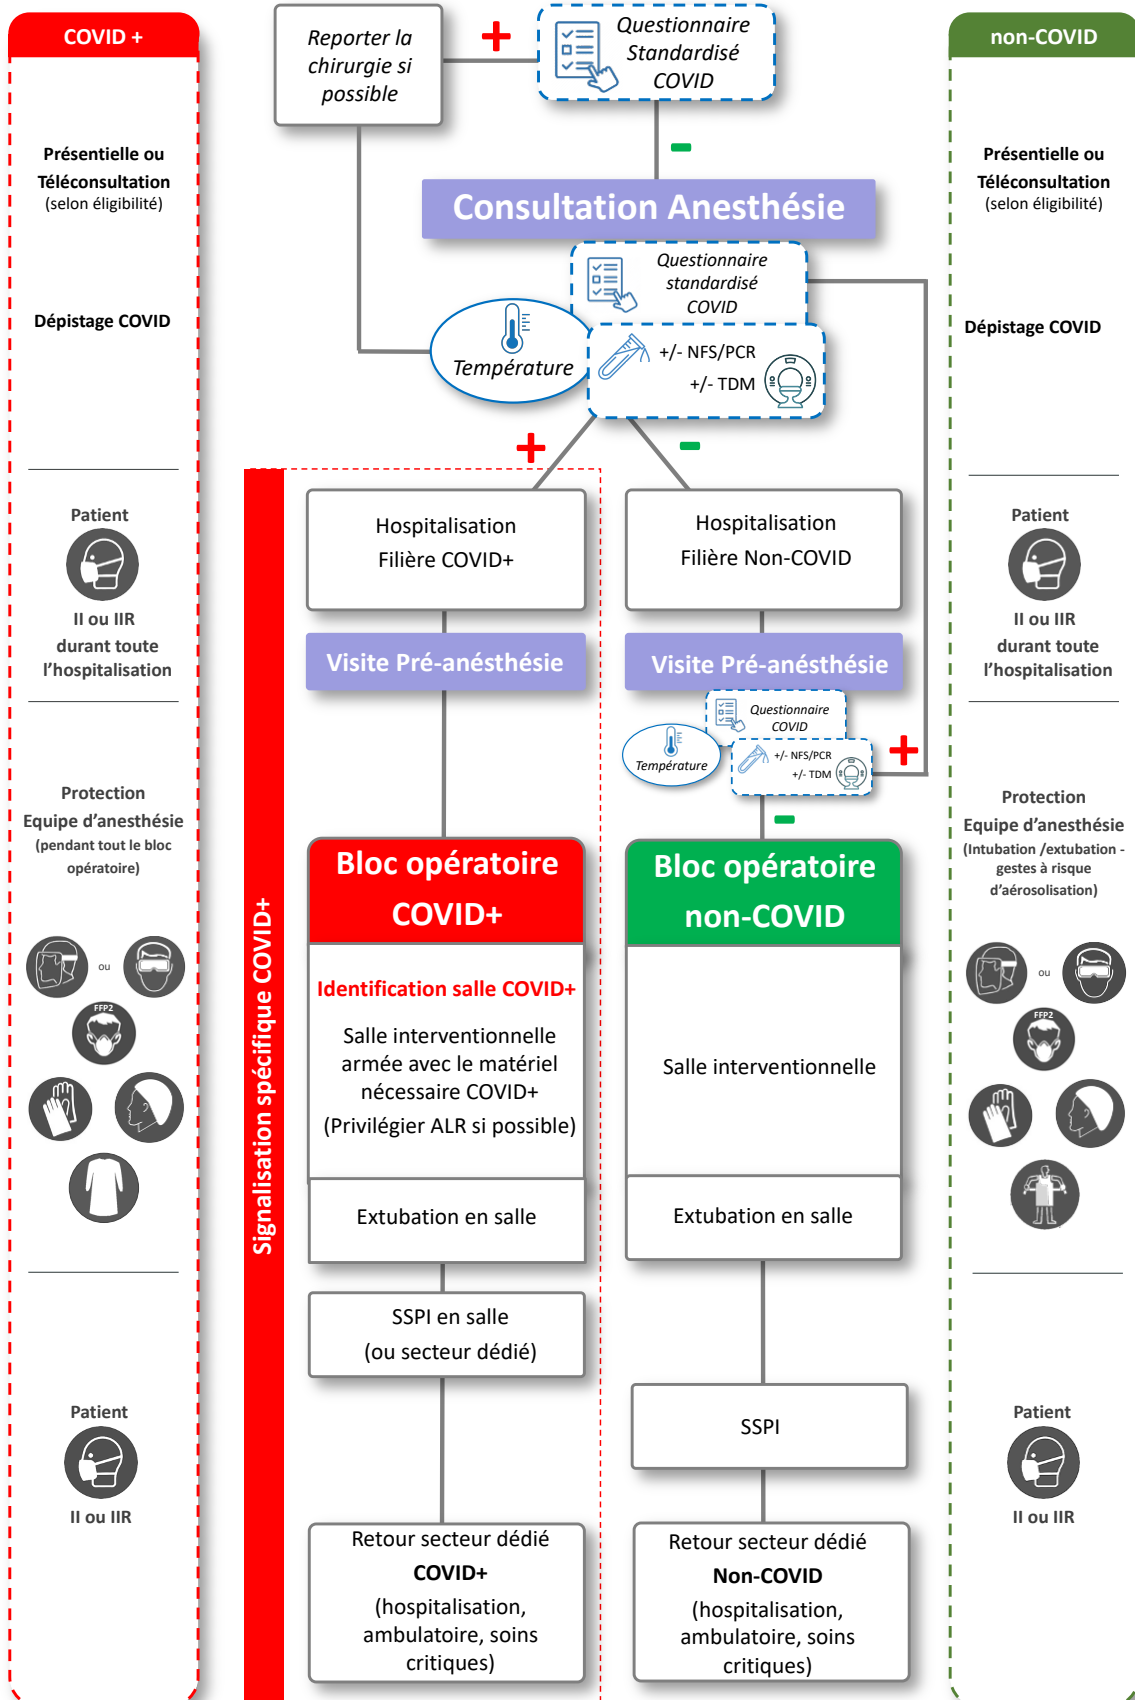 COVID +
Présentielle ou
Téléconsultation
(selon éligibilité)
Dépistage COVID
Patient
II ou IIR
durant toute
l’hospitalisation
Protection
Equipe d’anesthésie
(pendant tout le bloc
opératoire)
ou
FFP2
Patient
II ou IIR
Reporter la
chirurgie si
possible
+
Questionnaire
Standardisé
COVID
-
Consultation Anesthésie
Questionnaire
standardisé
COVID
Température
+/- NFS/PCR
+/- TDM
+
-
Signalisation spécifique COVID+
Hospitalisation
Filière COVID+
Visite Pré-anésthésie
Bloc opératoire
COVID+
Identification salle COVID+
Salle interventionnelle
armée avec le matériel
nécessaire COVID+
(Privilégier ALR si possible)
Extubation en salle
SSPI en salle
(ou secteur dédié)
Retour secteur dédié
COVID+
(hospitalisation,
ambulatoire, soins
critiques)
Hospitalisation
Filière Non-COVID
Visite Pré-anésthésie
Questionnaire
COVID
Température
+/- NFS/PCR
+/- TDM
+
-
Bloc opératoire
non-COVID
Salle interventionnelle
Extubation en salle
SSPI
Retour secteur dédié
Non-COVID
(hospitalisation,
ambulatoire, soins
critiques)
non-COVID
Présentielle ou
Téléconsultation
(selon éligibilité)
Dépistage COVID
Patient
II ou IIR
durant toute
l’hospitalisation
Protection
Equipe d’anesthésie
(Intubation /extubation -
gestes à risque
d’aérosolisation)
ou
FFP2
Patient
II ou IIR